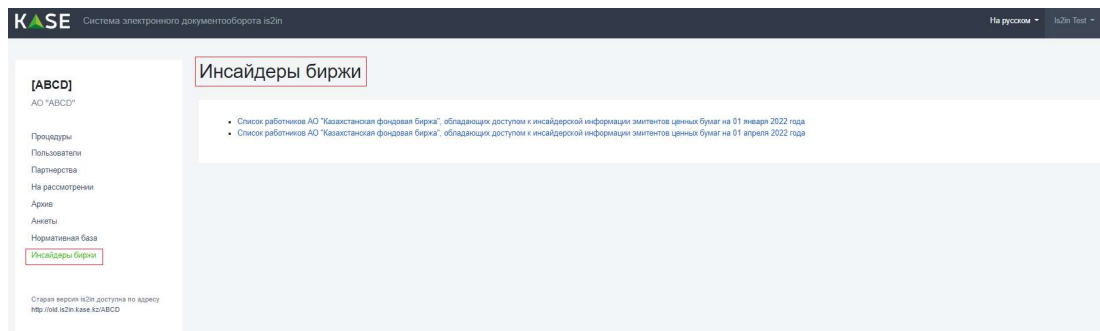 KASE Система электронного документооборота is2in
На русском
Is2in Test
[ABCD]
АО "ABCD"
Процедуры
Пользователи
Партнерства
На рассмотрении
Архив
Анкеты
Нормативная база
Инсайдеры биржи
Старая версия is2in доступна по адресу
http://old.is2in.kase.kz/ABCD
Инсайдеры биржи
Список работников АО "Казахстанская фондовая биржа", обладающих доступом к инсайдерской информации эмитентов ценных бумаг на 01 января 2022 года
Список работников АО "Казахстанская фондовая биржа", обладающих доступом к инсайдерской информации эмитентов ценных бумаг на 01 апреля 2022 года